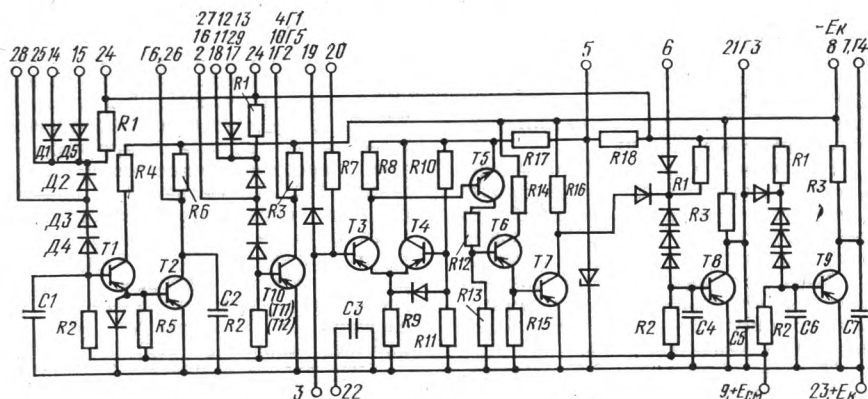 27 12 13 4Г1 -Eк
16 11 29 10Г5
28 25 14 15 24 Г6,26 2 18 17 24 1Г2 19 20 5 6 21Г3 8 7,Г4
R1 Д1 Д5 R1 R17 R18 R1
Д2 R4 R6 R3 R7 R8 R10 T5 R14 R16 R1 R3 R3
Д3
Д4 T1 T2 T3 T4 R12 T6 T7 T8 T9
C1 R2 R5 C2 R2 T10 (T11) (T12) C3 R9 R11 R13 R15 R2 C4 C5 R2 C6 C7
3 22 9,+Eсм 23,+Eк